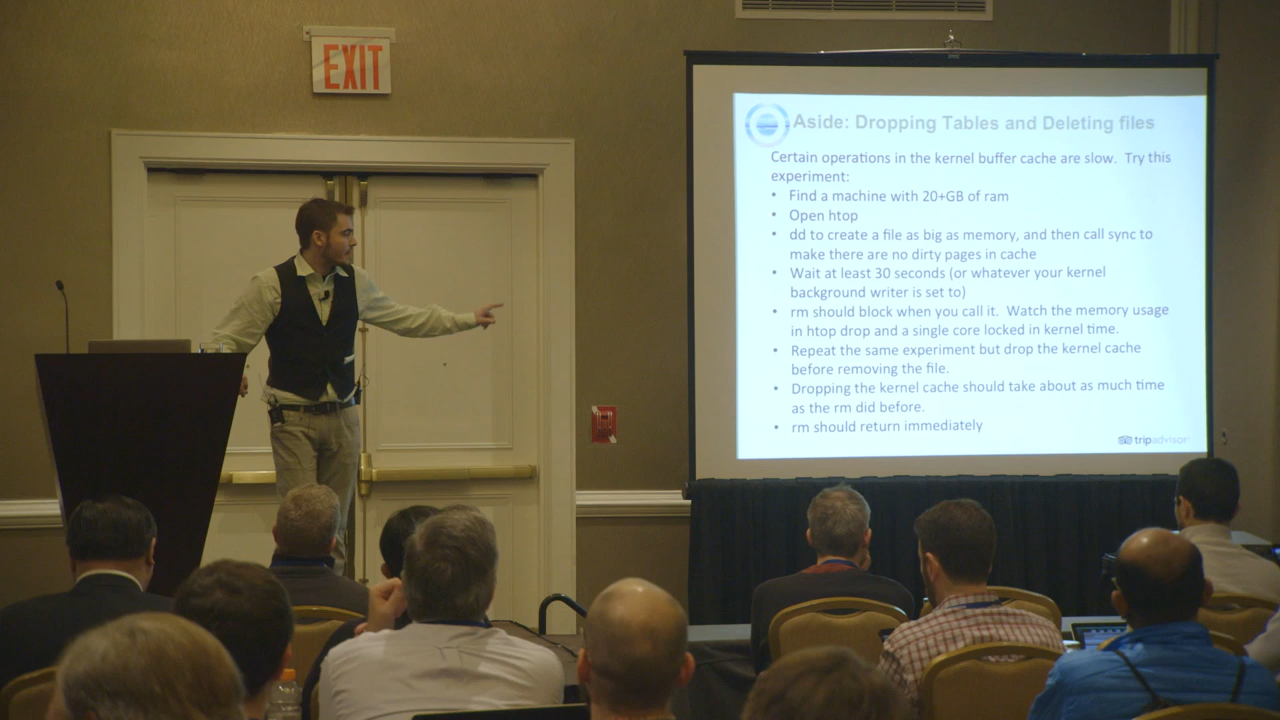 EXIT
Aside: Dropping Tables and Deleting files
Certain operations in the kernel buffer cache are slow. Try this
experiment:
• Find a machine with 20+GB of ram
• Open htop
• dd to create a file as big as memory, and then call sync to
make there are no dirty pages in cache
• Wait at least 30 seconds (or whatever your kernel
background writer is set to)
• rm should block when you call it. Watch the memory usage
in htop drop and a single core locked in kernel time.
• Repeat the same experiment but drop the kernel cache
before removing the file.
• Dropping the kernel cache should take about as much time
as the rm did before.
• rm should return immediately
tripadvisor